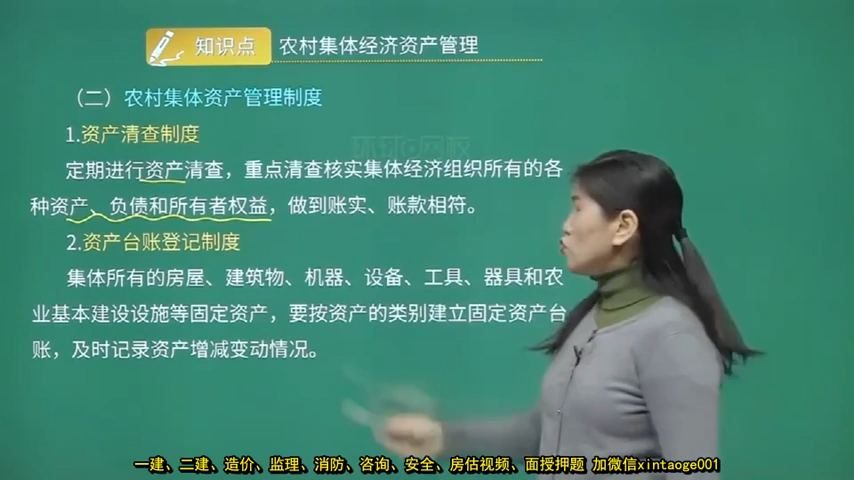 知识点 农村集体经济资产管理
（二）农村集体资产管理制度
1.资产清查制度
定期进行资产清查，重点清查核实集体经济组织所有的各
种资产、负债和所有者权益，做到账实、账款相符。
2.资产台账登记制度
集体所有的房屋、建筑物、机器、设备、工具、器具和农
业基本建设设施等固定资产，要按资产的类别建立固定资产台
账，及时记录资产增减变动情况。
一建、二建、造价、监理、消防、咨询、安全、房估视频、面授押题 加微信xintaoge001